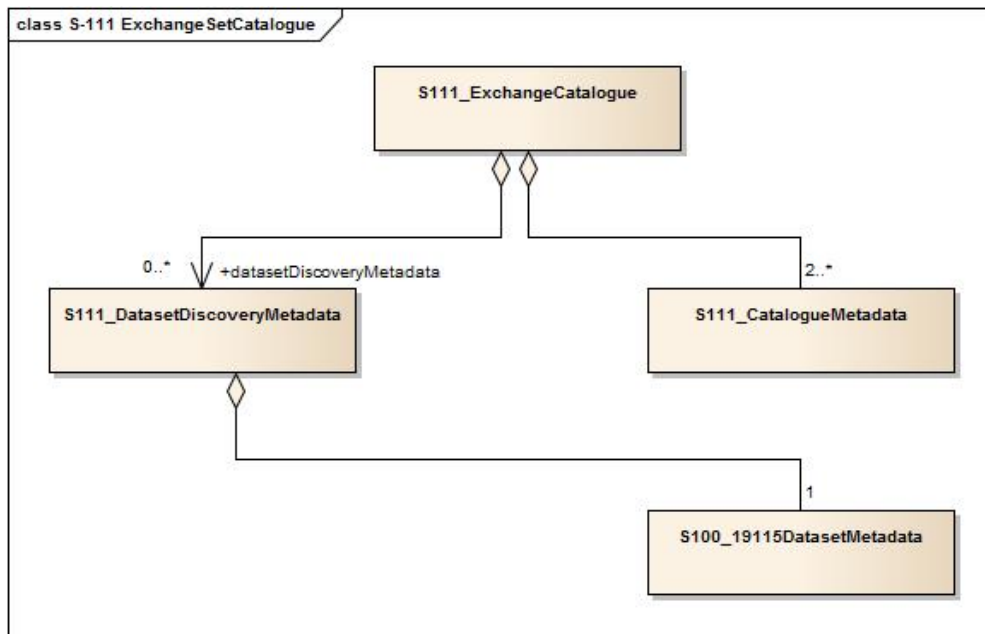 class S-111 ExchangeSetCatalogue
S111_ExchangeCatalogue
0..*
+datasetDiscoveryMetadata
2..*
S111_DatasetDiscoveryMetadata
S111_CatalogueMetadata
1
S100_19115DatasetMetadata